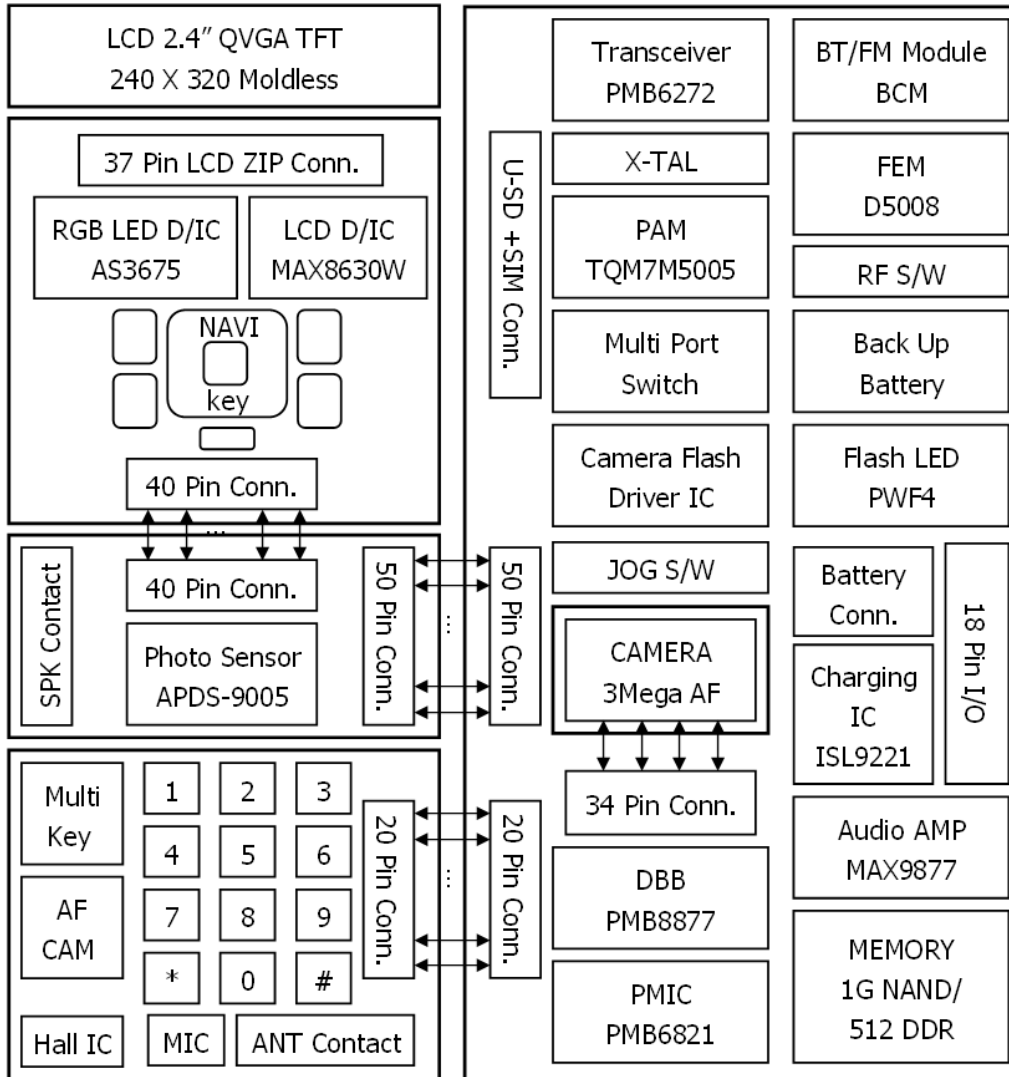 LCD 2.4” QVGA TFT
240 X 320 Moldless
37 Pin LCD ZIP Conn.
RGB LED D/IC
AS3675
LCD D/IC
MAX8630W
NAVI
key
40 Pin Conn.
...
SPK Contact
40 Pin Conn.
Photo Sensor
APDS-9005
50 Pin Conn.
...
50 Pin Conn.
Multi
Key
AF
CAM
1
2
3
4
5
6
7
8
9
*
0
#
20 Pin Conn.
...
20 Pin Conn.
Hall IC
MIC
ANT Contact
U-SD +SIM Conn.
Transceiver
PMB6272
X-TAL
PAM
TQM7M5005
Multi Port
Switch
Camera Flash
Driver IC
JOG S/W
CAMERA
3Mega AF
34 Pin Conn.
DBB
PMB8877
PMIC
PMB6821
BT/FM Module
BCM
FEM
D5008
RF S/W
Back Up
Battery
Flash LED
PWF4
Battery
Conn.
Charging
IC
ISL9221
18 Pin I/O
Audio AMP
MAX9877
MEMORY
1G NAND/
512 DDR